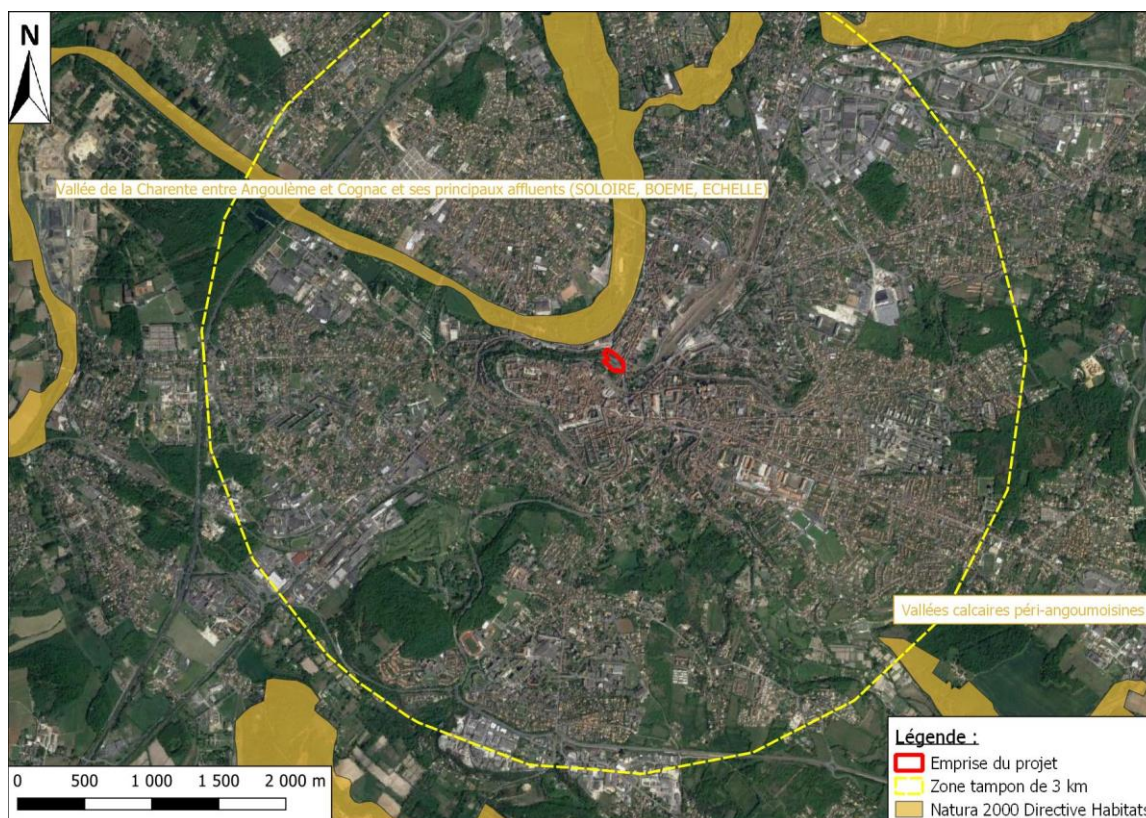 N
Vallée de la Charente entre Angoulème et Cognac et ses principaux affluents (SOLOIRE, BOEME, ECHELLE)
Vallées calcaires péri-angoumoisines
Légende :
Emprise du projet
Zone tampon de 3 km
Natura 2000 Directive Habitats
0 500 1 000 1 500 2 000 m